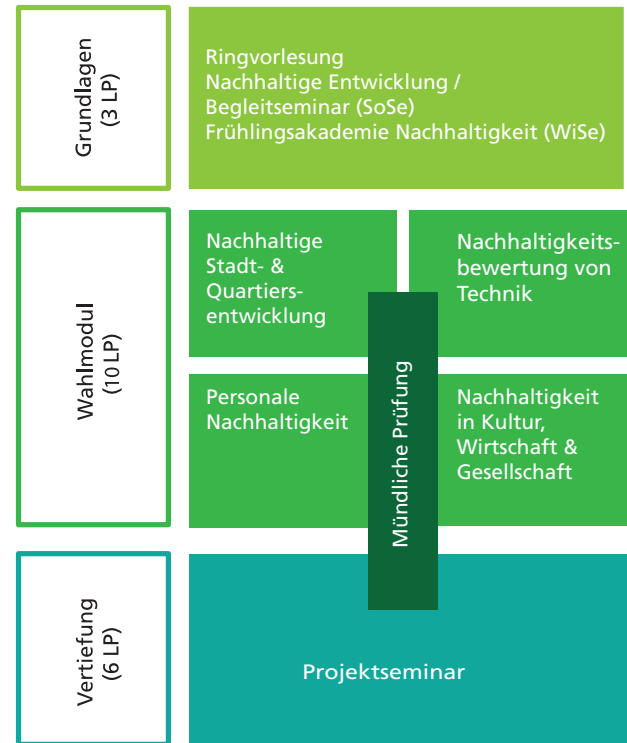 Grundlagen
(3 LP)
Ringvorlesung
Nachhaltige Entwicklung /
Begleitseminar (SoSe)
Frühlingsakademie Nachhaltigkeit (WiSe)
Wahlmodul
(10 LP)
Nachhaltige
Stadt- &
Quartiers-
entwicklung
Nachhaltigkeits-
bewertung von
Technik
Personale
Nachhaltigkeit
Nachhaltigkeit
in Kultur,
Wirtschaft &
Gesellschaft
Mündliche Prüfung
Vertiefung
(6 LP)
Projektseminar